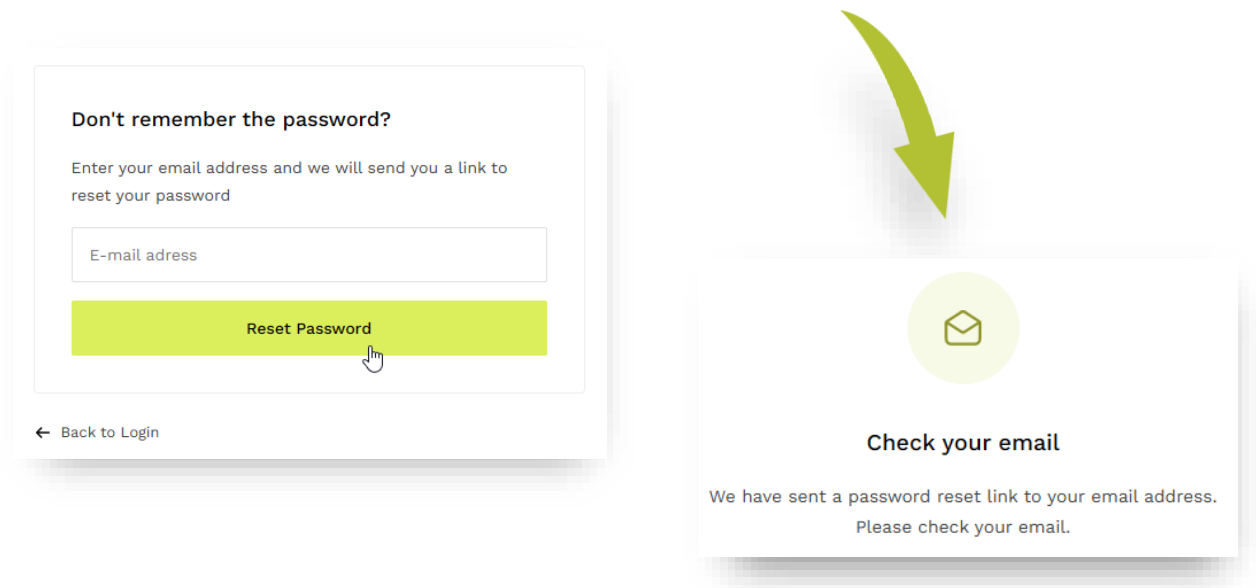 Don't remember the password?
Enter your email address and we will send you a link to
reset your password
E-mail adress
Reset Password
Back to Login
Check your email
We have sent a password reset link to your email address.
Please check your email.